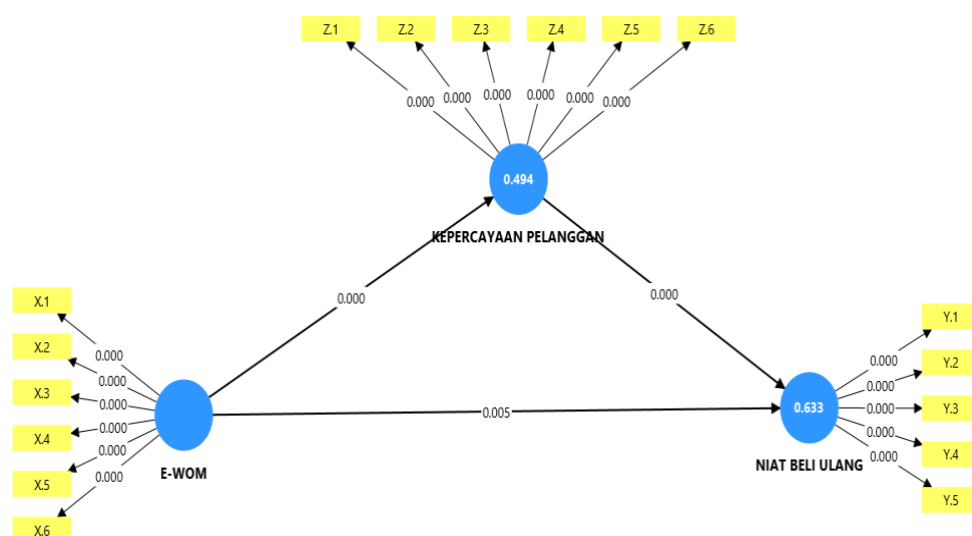 Z.1 Z.2 Z.3 Z.4 Z.5 Z.6
0.000 0.000 0.000 0.000 0.000 0.000
0.494
KEPERCAYAAN PELANGGAN
0.000 0.000
X.1
X.2
X.3
X.4
X.5
X.6
0.000
0.000
0.000
0.000
0.000
0.000
E-WOM
0.005
0.633
NIAT BELI ULANG
0.000
0.000
0.000
0.000
0.000
Y.1
Y.2
Y.3
Y.4
Y.5